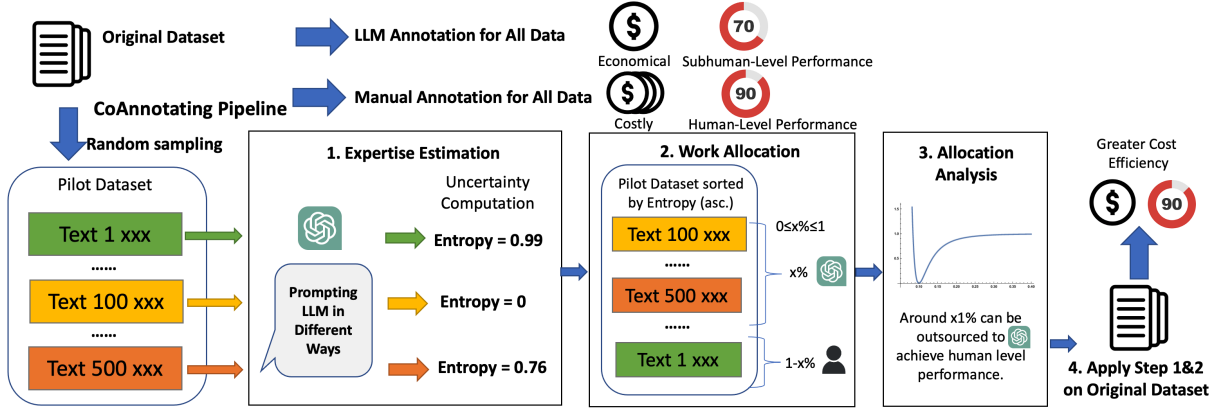 Original Dataset
LLM Annotation for All Data
$
70
Economical
Subhuman-Level Performance
Manual Annotation for All Data
$
90
Costly
Human-Level Performance
CoAnnotating Pipeline
Random sampling
Pilot Dataset
Text 1 xxx
......
Text 100 xxx
......
Text 500 xxx
1. Expertise Estimation
Uncertainty
Computation
Entropy = 0.99
Prompting
LLM in
Different
Ways
Entropy = 0
Entropy = 0.76
2. Work Allocation
Pilot Dataset sorted
by Entropy (asc.)
Text 100 xxx
......
Text 500 xxx
......
Text 1 xxx
0≤x%≤1
x%
1-x%
3. Allocation
Analysis
Around x1% can be
outsourced to
achieve human level
performance.
Greater Cost
Efficiency
$
90
4. Apply Step 1&2
on Original Dataset